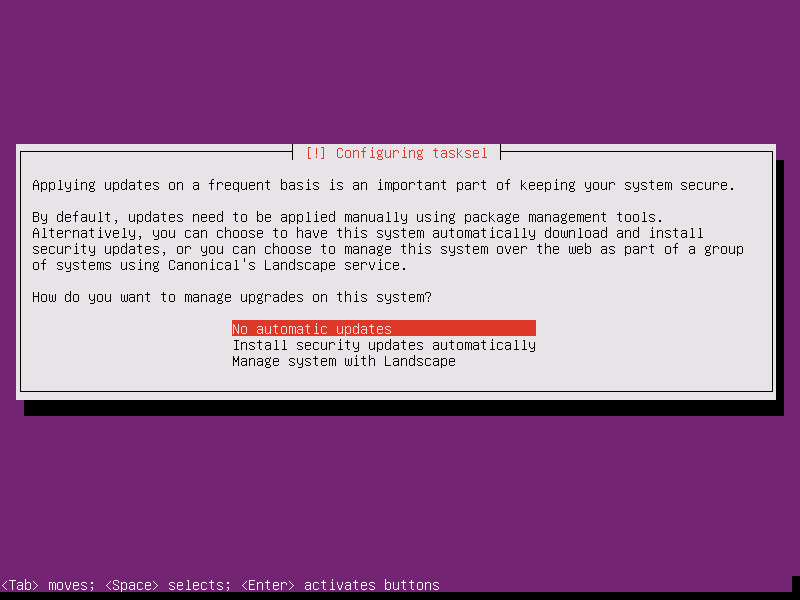 [!] Configuring tasksel
Applying updates on a frequent basis is an important part of keeping your system secure.
By default, updates need to be applied manually using package management tools.
Alternatively, you can choose to have this system automatically download and install
security updates, or you can choose to manage this system over the web as part of a group
of systems using Canonical's Landscape service.
How do you want to manage upgrades on this system?
No automatic updates
Install security updates automatically
Manage system with Landscape
<Tab> moves; <Space> selects; <Enter> activates buttons